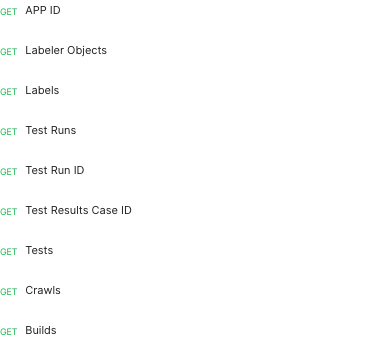 GET APP ID
GET Labeler Objects
GET Labels
GET Test Runs
GET Test Run ID
GET Test Results Case ID
GET Tests
GET Crawls
GET Builds